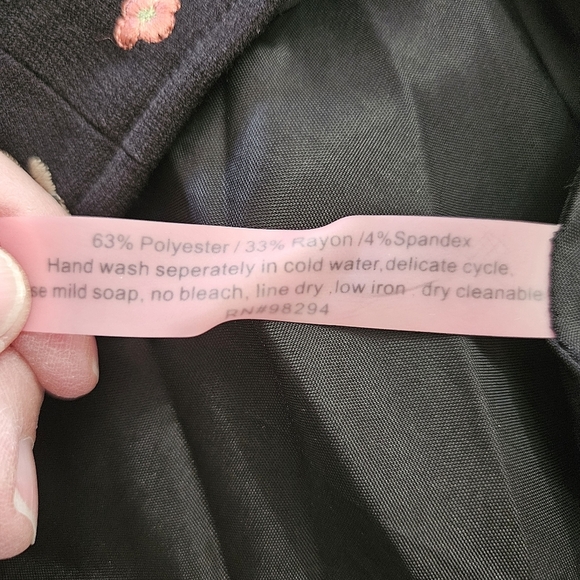 63% Polyester / 33% Rayon /4%Spandex
Hand wash seperately in cold water,delicate cycle.
se mild soap, no bleach, line dry ,low iron dry cleanable
RN#98294